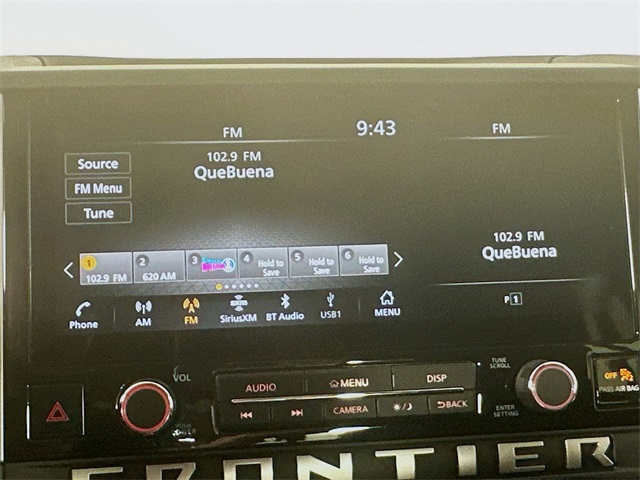 FM 9:43 FM
102.9 FM
QueBuena
Source
FM Menu
Tune
102.9 FM
QueBuena
1 2 3 4 5 6
102.9 FM 620 AM Hold to Save Hold to Save Hold to Save
Phone AM FM SiriusXM BT Audio USB1 MENU
P 1
VOL AUDIO MENU DISP TUNE SCROLL
OFF
PASS AIR BAG
CAMERA BACK ENTER SETTING
POWER
FRONTIER